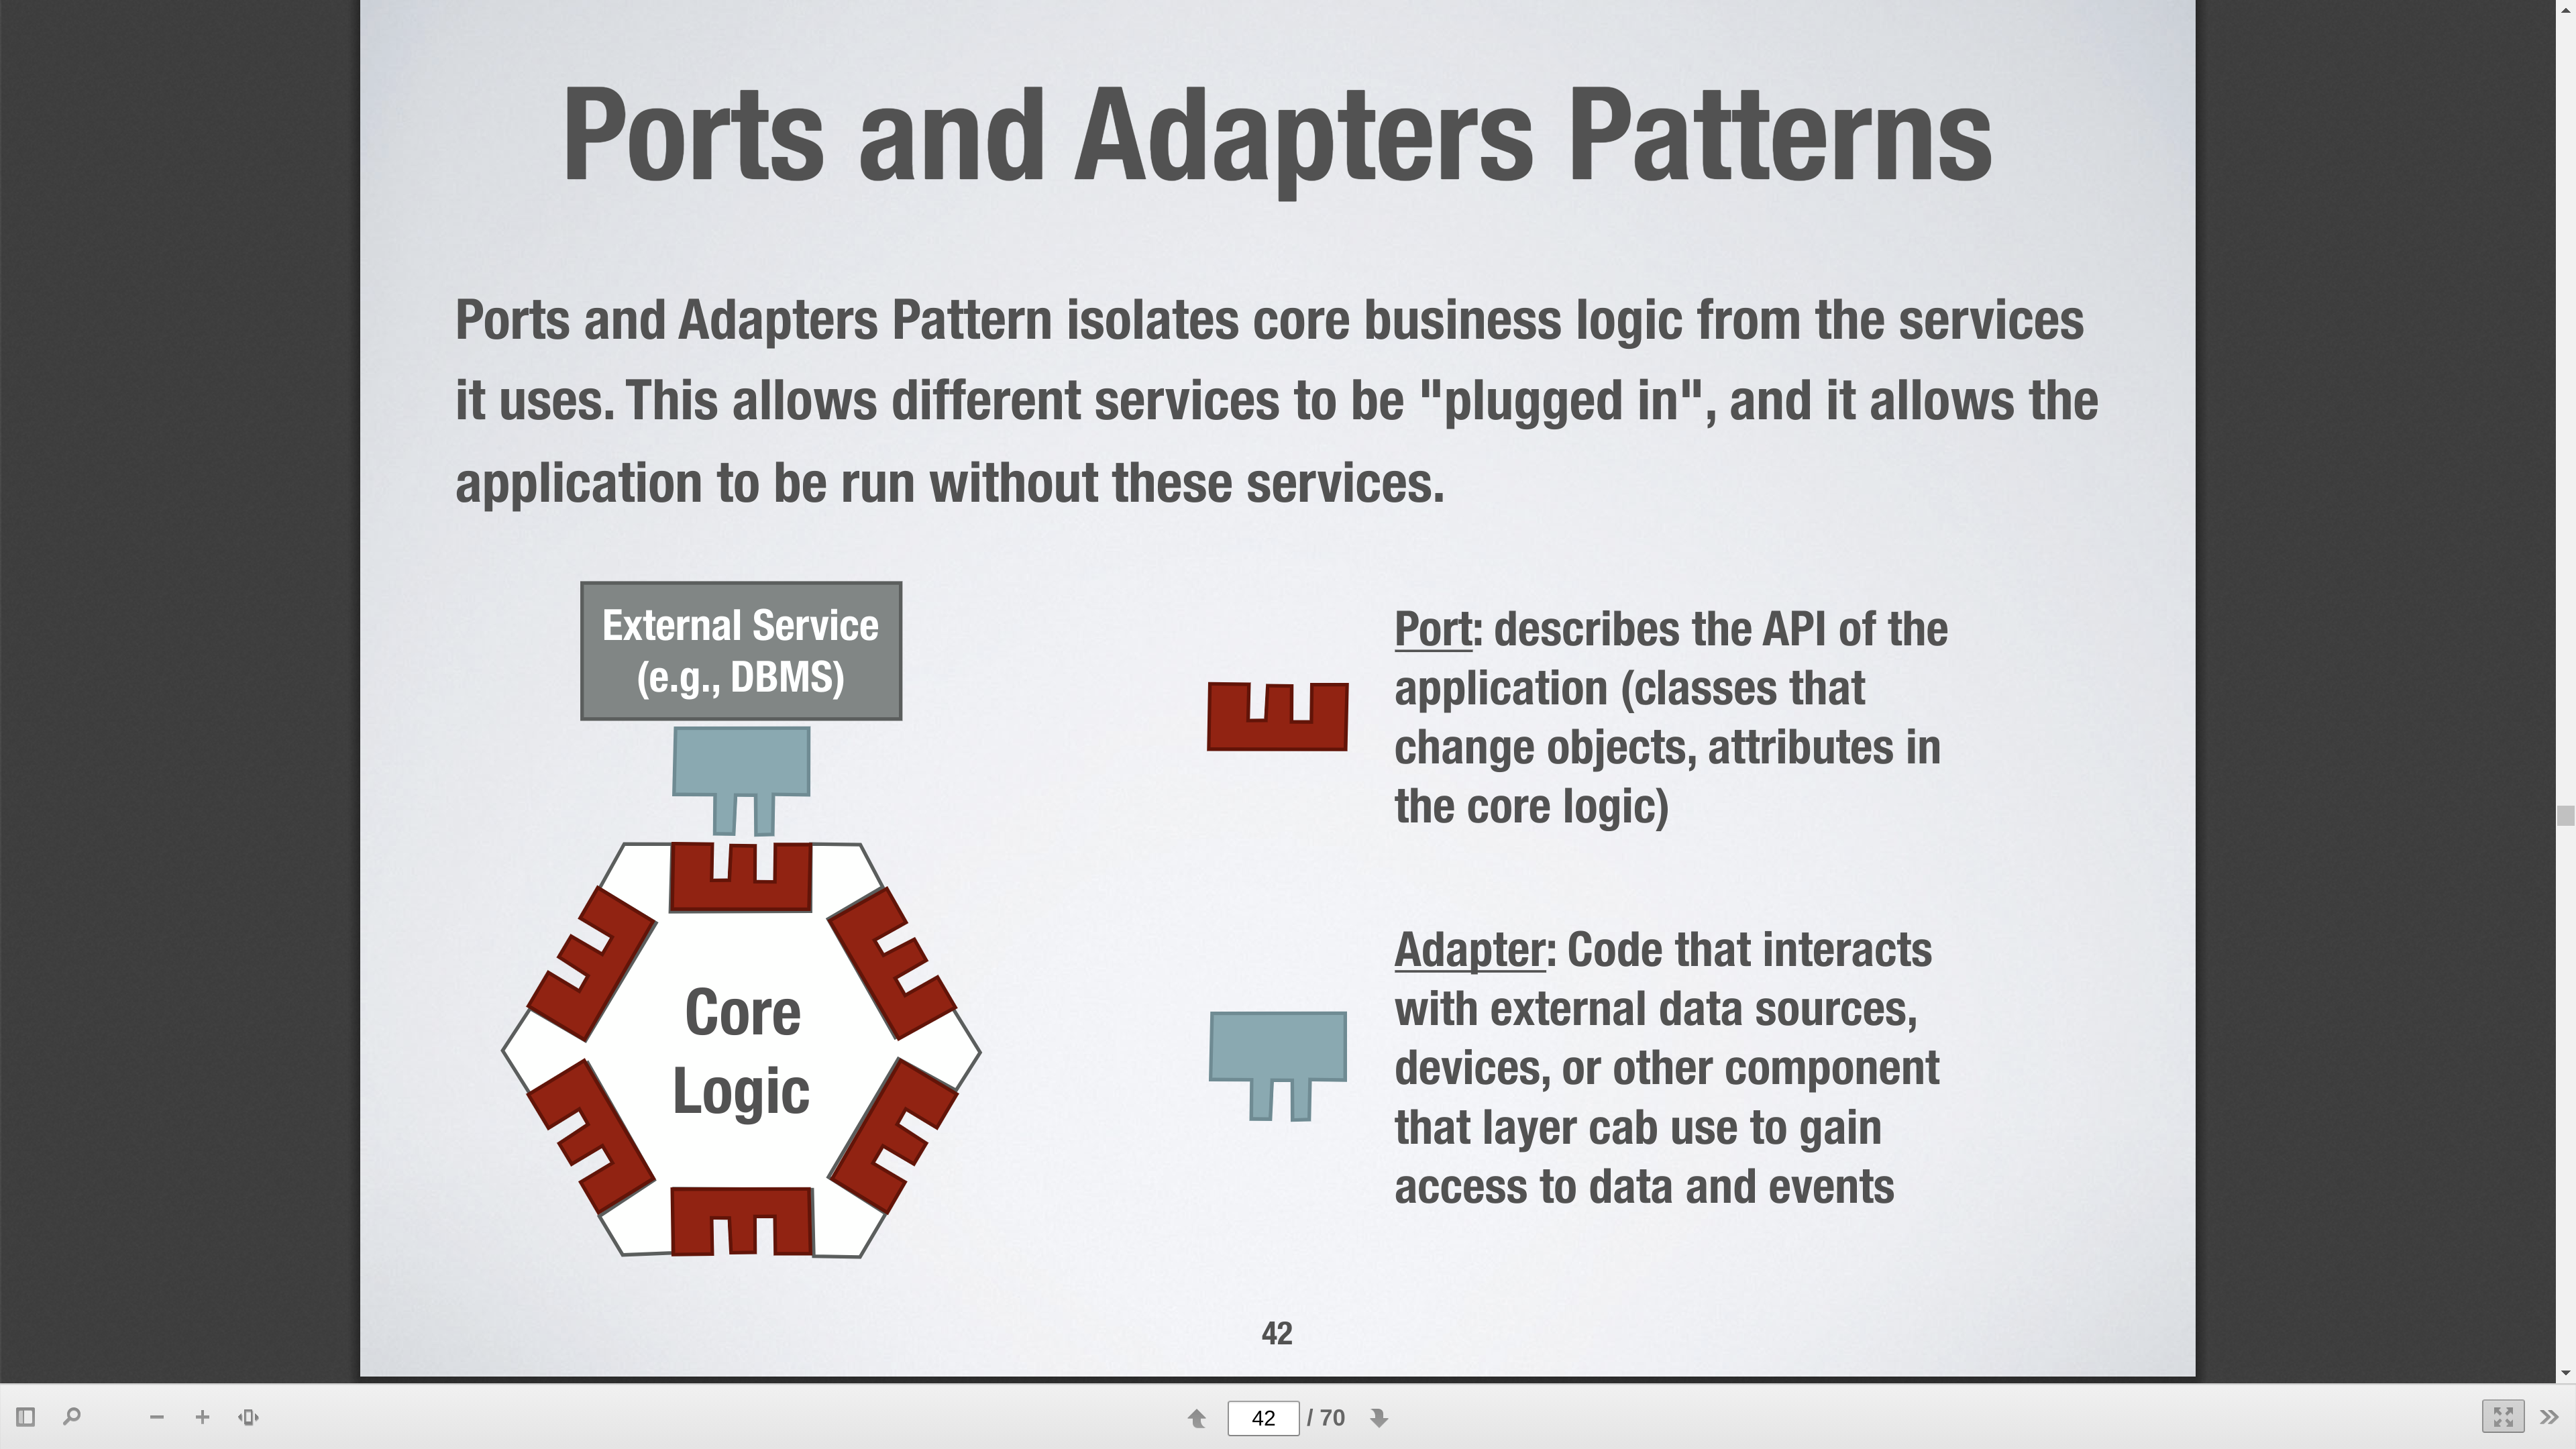 Ports and Adapters Patterns
Ports and Adapters Pattern isolates core business logic from the services
it uses. This allows different services to be "plugged in", and it allows the
application to be run without these services.
External Service
(e.g., DBMS)
Core
Logic
Port: describes the API of the
application (classes that
change objects, attributes in
the core logic)
Adapter: Code that interacts
with external data sources,
devices, or other component
that layer cab use to gain
access to data and events
42
42 / 70